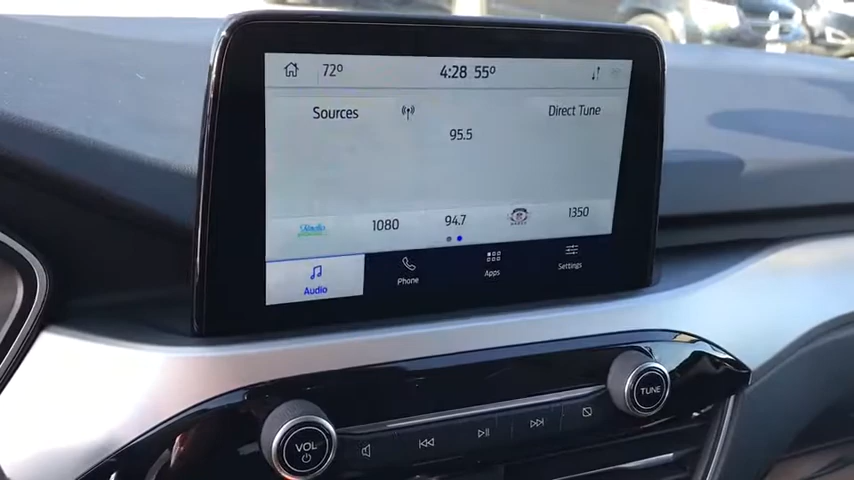 72° 4:28 55°
Sources Direct Tune
95.5
1080 94.7 1350
Audio Phone Apps Settings
VOL TUNE